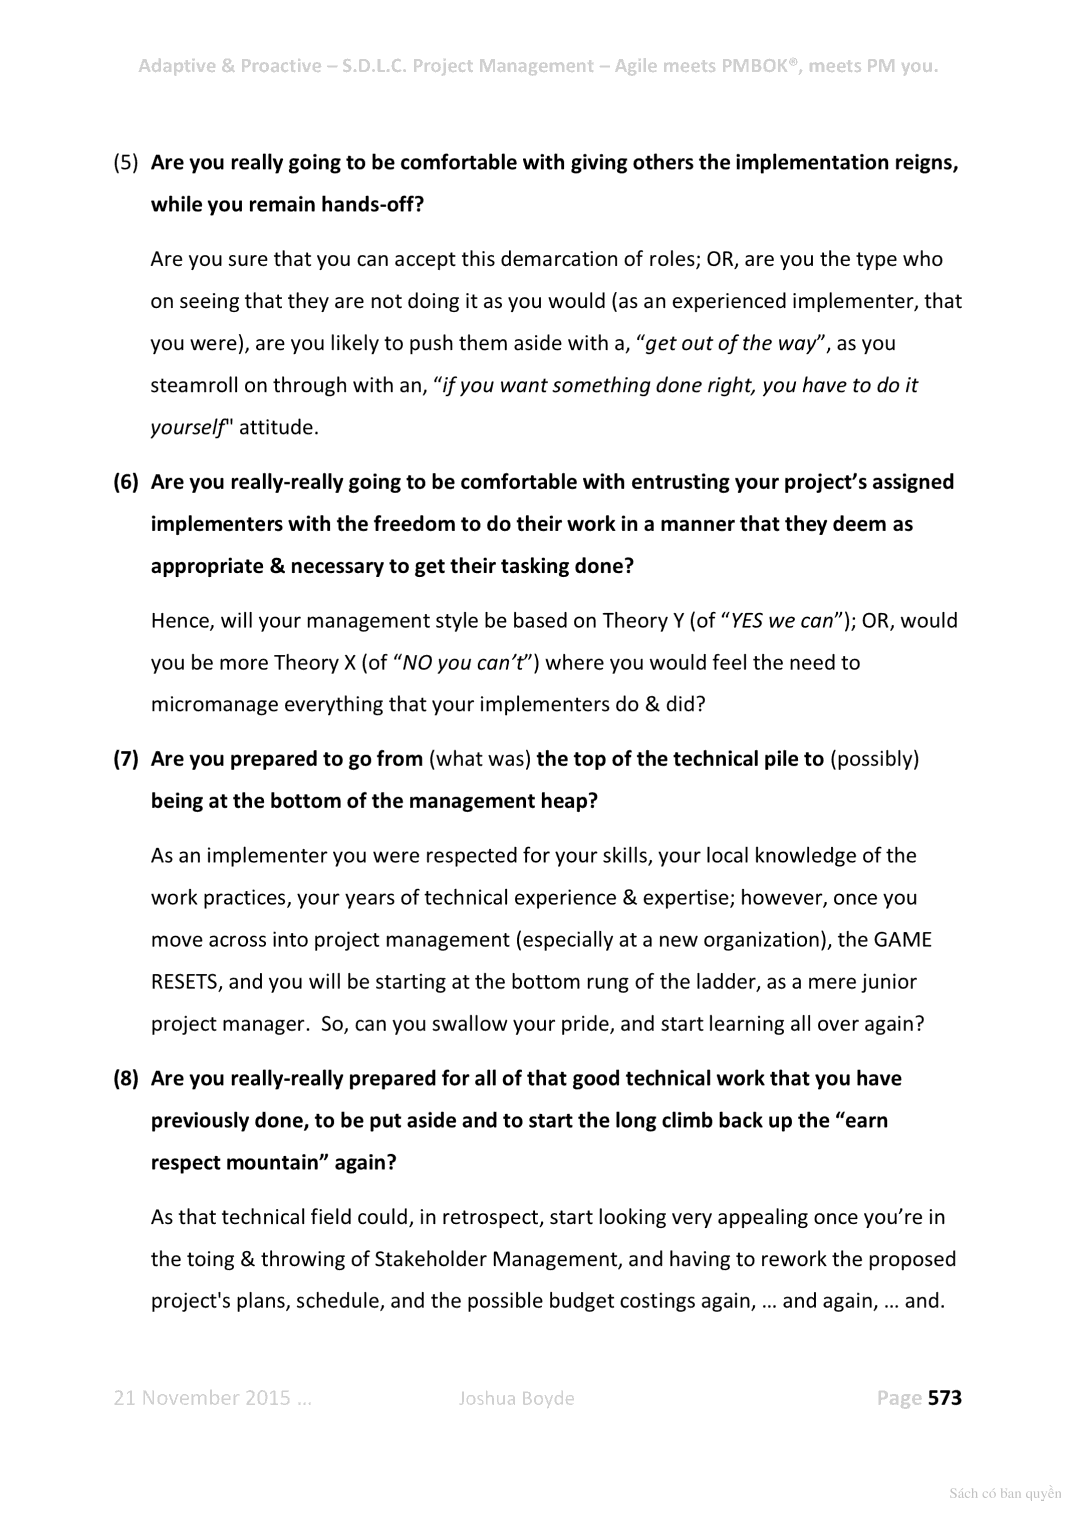 Adaptive & Proactive – S.D.L.C. Project Management – Agile meets PMBOK®, meets PM you.
(5) Are you really going to be comfortable with giving others the implementation reigns,
while you remain hands-off?
Are you sure that you can accept this demarcation of roles; OR, are you the type who
on seeing that they are not doing it as you would (as an experienced implementer, that
you were), are you likely to push them aside with a, “get out of the way”, as you
steamroll on through with an, “if you want something done right, you have to do it
yourself" attitude.
(6) Are you really-really going to be comfortable with entrusting your project’s assigned
implementers with the freedom to do their work in a manner that they deem as
appropriate & necessary to get their tasking done?
Hence, will your management style be based on Theory Y (of “YES we can”); OR, would
you be more Theory X (of “NO you can’t”) where you would feel the need to
micromanage everything that your implementers do & did?
(7) Are you prepared to go from (what was) the top of the technical pile to (possibly)
being at the bottom of the management heap?
As an implementer you were respected for your skills, your local knowledge of the
work practices, your years of technical experience & expertise; however, once you
move across into project management (especially at a new organization), the GAME
RESETS, and you will be starting at the bottom rung of the ladder, as a mere junior
project manager.  So, can you swallow your pride, and start learning all over again?
(8) Are you really-really prepared for all of that good technical work that you have
previously done, to be put aside and to start the long climb back up the “earn
respect mountain” again?
As that technical field could, in retrospect, start looking very appealing once you’re in
the toing & throwing of Stakeholder Management, and having to rework the proposed
project's plans, schedule, and the possible budget costings again, … and again, … and.
21 November 2015 … Joshua Boyde Page 573
Sách có bản quyền